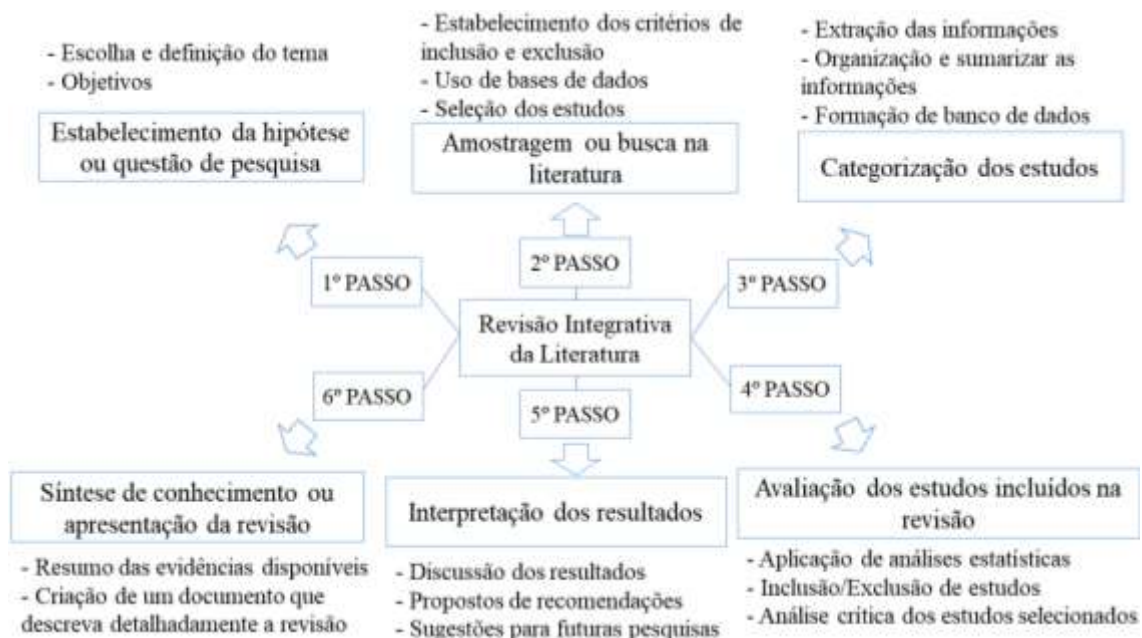 - Escolha e definição do tema
- Objetivos
Estabelecimento da hipótese
ou questão de pesquisa
1º PASSO
- Estabelecimento dos critérios de
inclusão e exclusão
- Uso de bases de dados
- Seleção dos estudos
Amostragem ou busca na
literatura
2º PASSO
- Extração das informações
- Organização e sumarizar as
informações
- Formação de banco de dados
Categorização dos estudos
3º PASSO
Revisão Integrativa
da Literatura
4º PASSO
Avaliação dos estudos incluídos na
revisão
- Aplicação de análises estatísticas
- Inclusão/Exclusão de estudos
- Análise crítica dos estudos selecionados
5º PASSO
Interpretação dos resultados
- Discussão dos resultados
- Propostos de recomendações
- Sugestões para futuras pesquisas
6º PASSO
Síntese de conhecimento ou
apresentação da revisão
- Resumo das evidências disponíveis
- Criação de um documento que
descreva detalhadamente a revisão